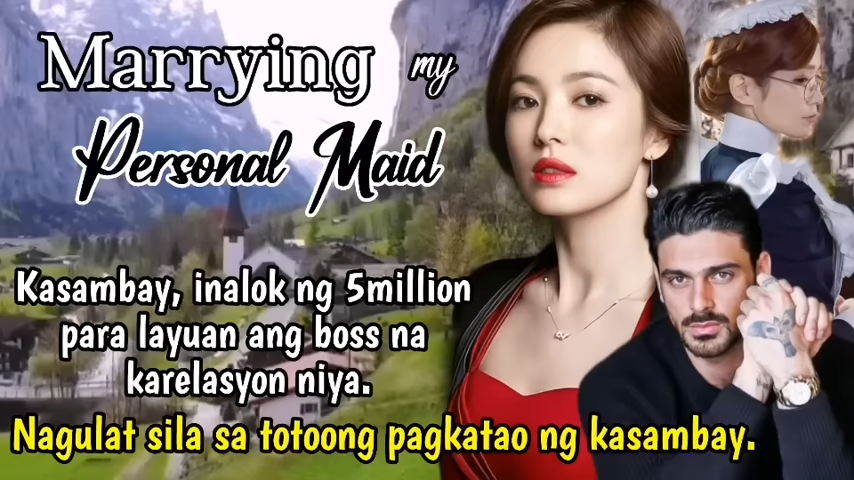 Marrying my
Personal Maid
Kasambay, inalok ng 5million
para layuan ang boss na
karelasyon niya.
Nagulat sila sa totoong pagkatao ng kasambay.